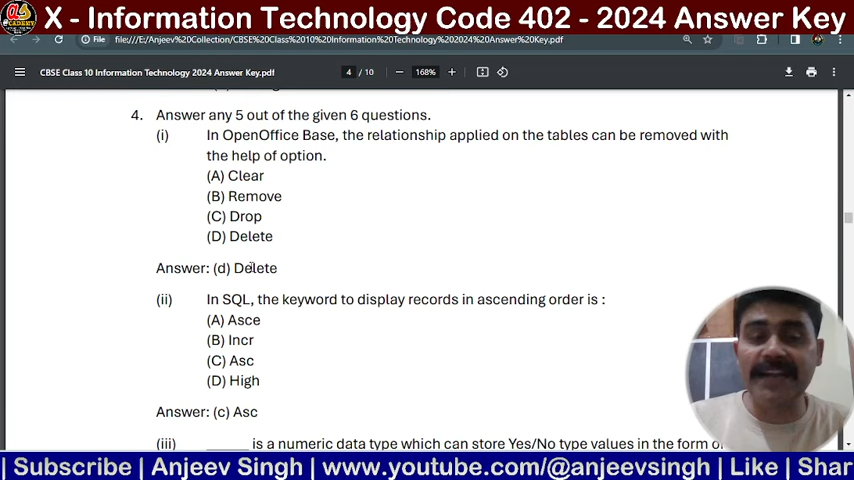 X - Information Technology Code 402 - 2024 Answer Key
ACADEMY
File file:///E:/Anjeev%20Collection/CBSE%20Class%2010%20Information%20Technology%202024%20Answer%20Key.pdf
CBSE Class 10 Information Technology 2024 Answer Key.pdf 4 / 10 — 168% +
4. Answer any 5 out of the given 6 questions.
(i) In OpenOffice Base, the relationship applied on the tables can be removed with
the help of option.
(A) Clear
(B) Remove
(C) Drop
(D) Delete
Answer: (d) Delete
(ii) In SQL, the keyword to display records in ascending order is :
(A) Asce
(B) Incr
(C) Asc
(D) High
Answer: (c) Asc
(iii) ______ is a numeric data type which can store Yes/No type values in the form of
| Subscribe | Anjeev Singh | www.youtube.com/@anjeevsingh | Like | Shar